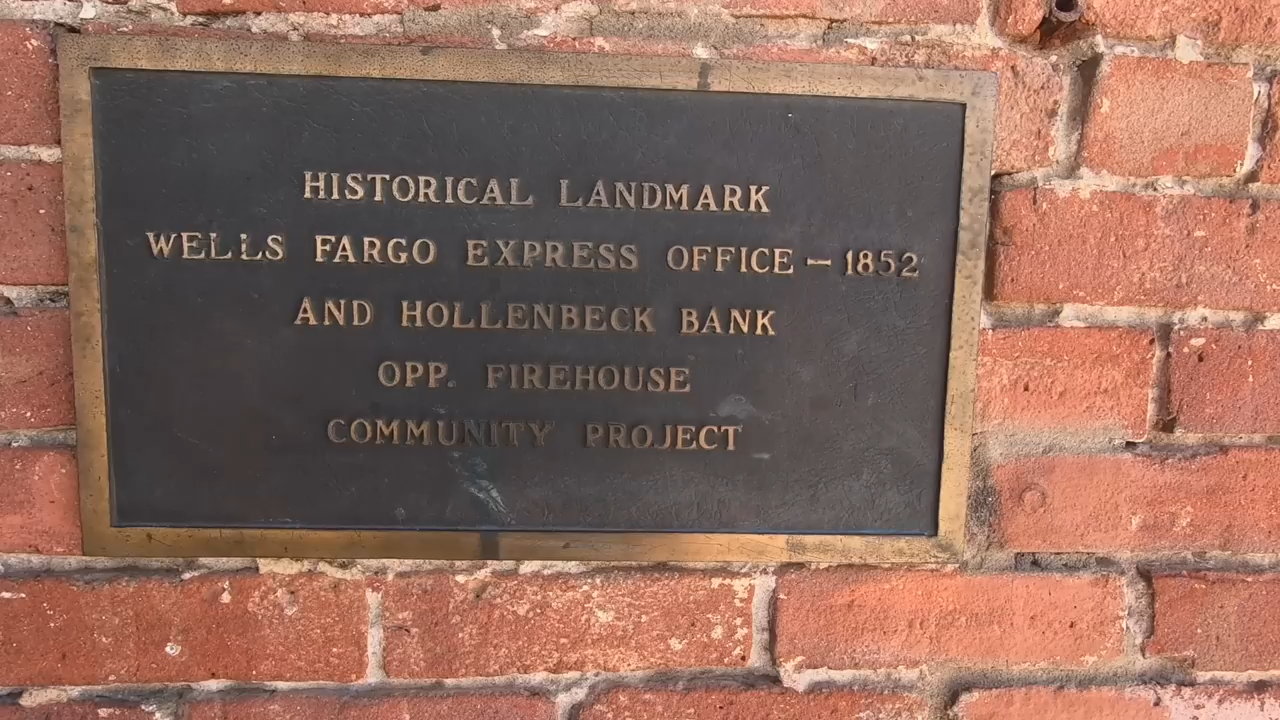 HISTORICAL LANDMARK
WELLS FARGO EXPRESS OFFICE – 1852
AND HOLLENBECK BANK
OPP. FIREHOUSE
COMMUNITY PROJECT